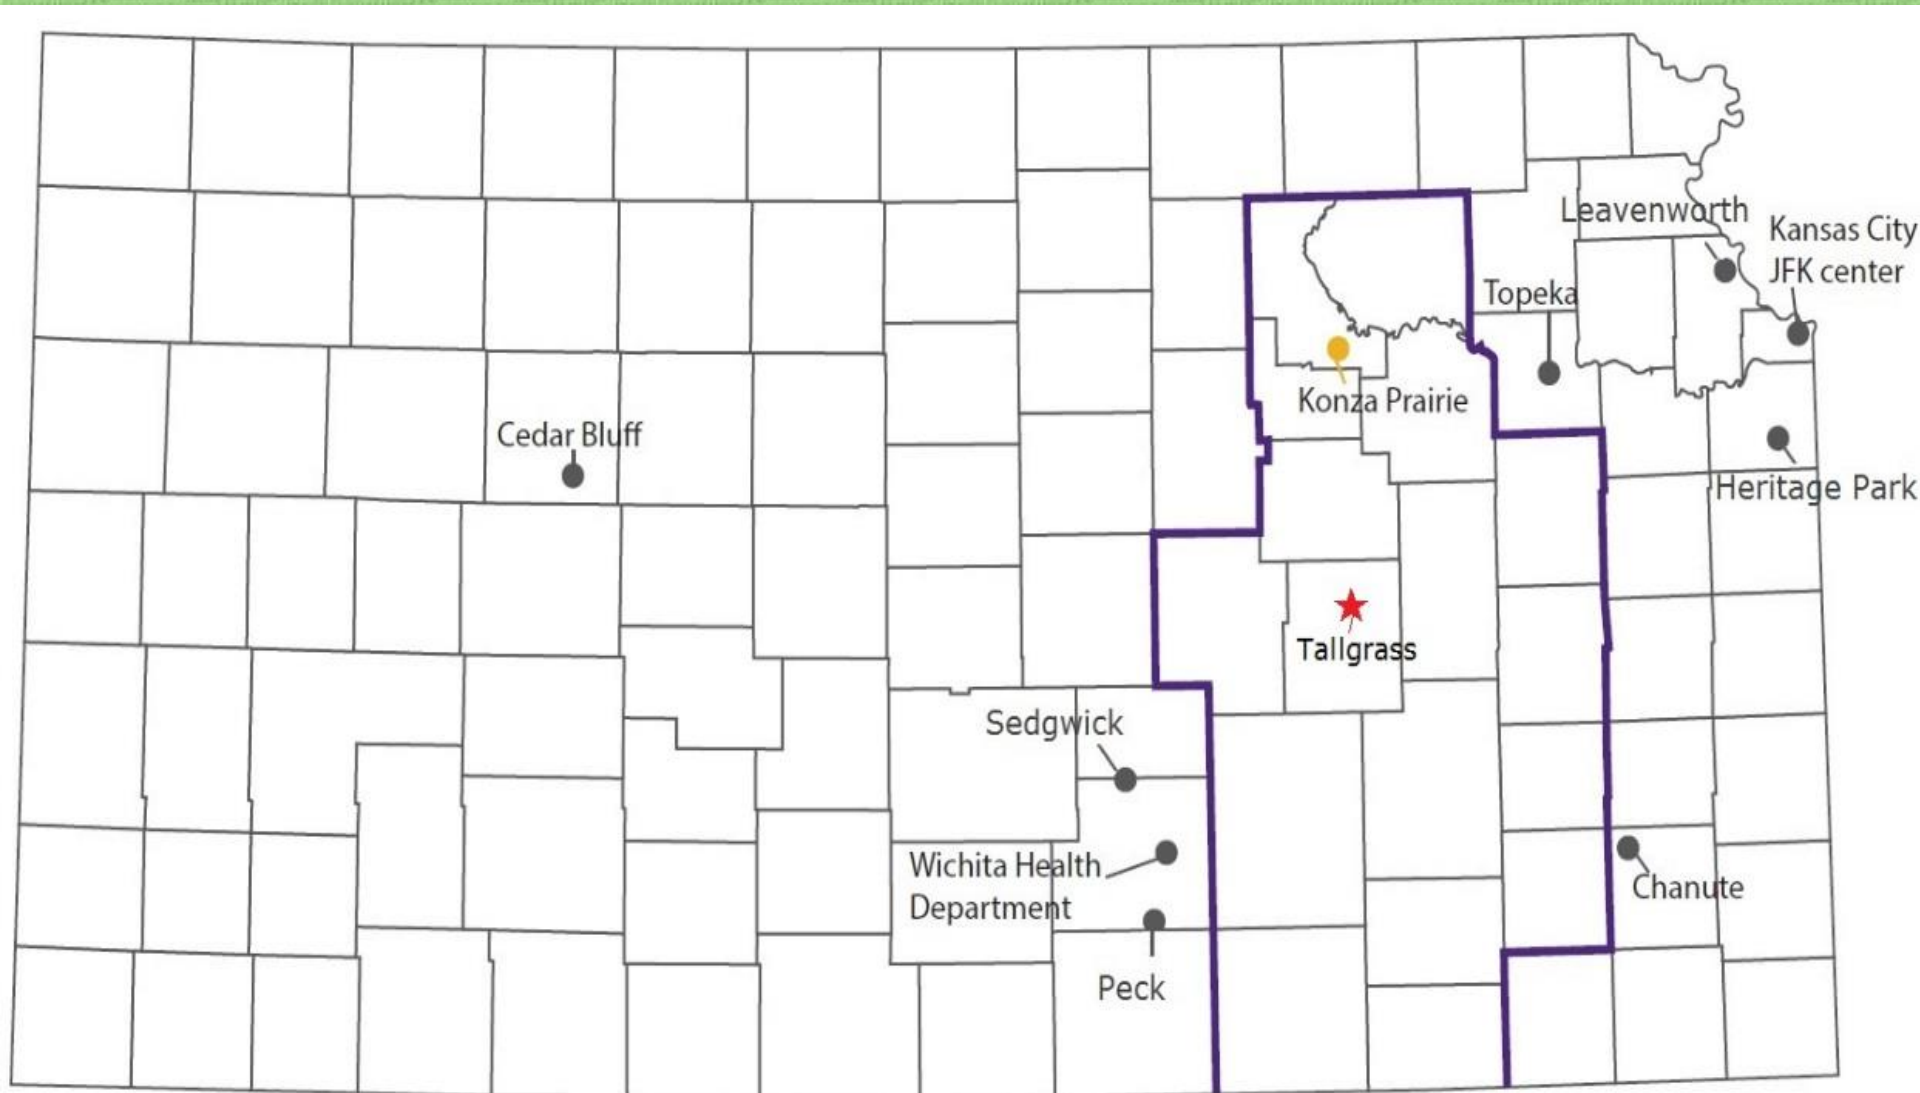 Leavenworth
Kansas City
JFK center
Topeka
Konza Prairie
Cedar Bluff
Heritage Park
Tallgrass
Sedgwick
Wichita Health
Department
Chanute
Peck